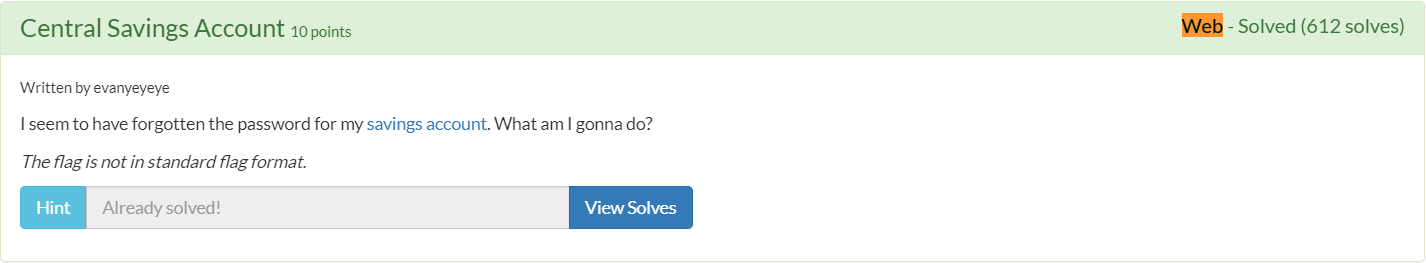 Central Savings Account 10 points
Web - Solved (612 solves)
Written by evanyeyeye
I seem to have forgotten the password for my savings account. What am I gonna do?
The flag is not in standard flag format.
Hint
Already solved!
View Solves